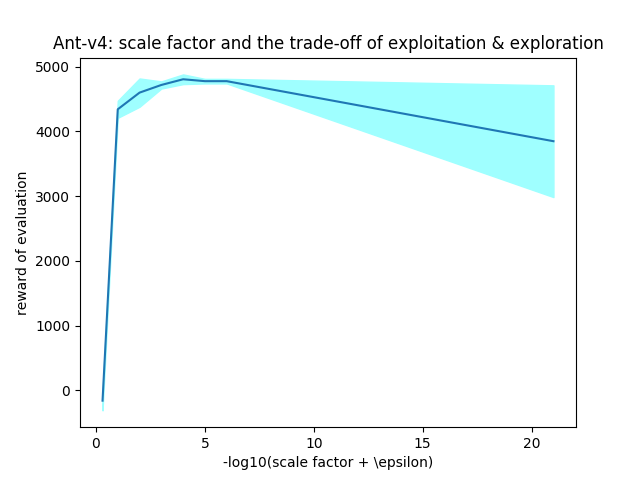 Ant-v4: scale factor and the trade-off of exploitation & exploration
5000
4000
3000
2000
1000
0
reward of evaluation
0 5 10 15 20
-log10(scale factor + \epsilon)